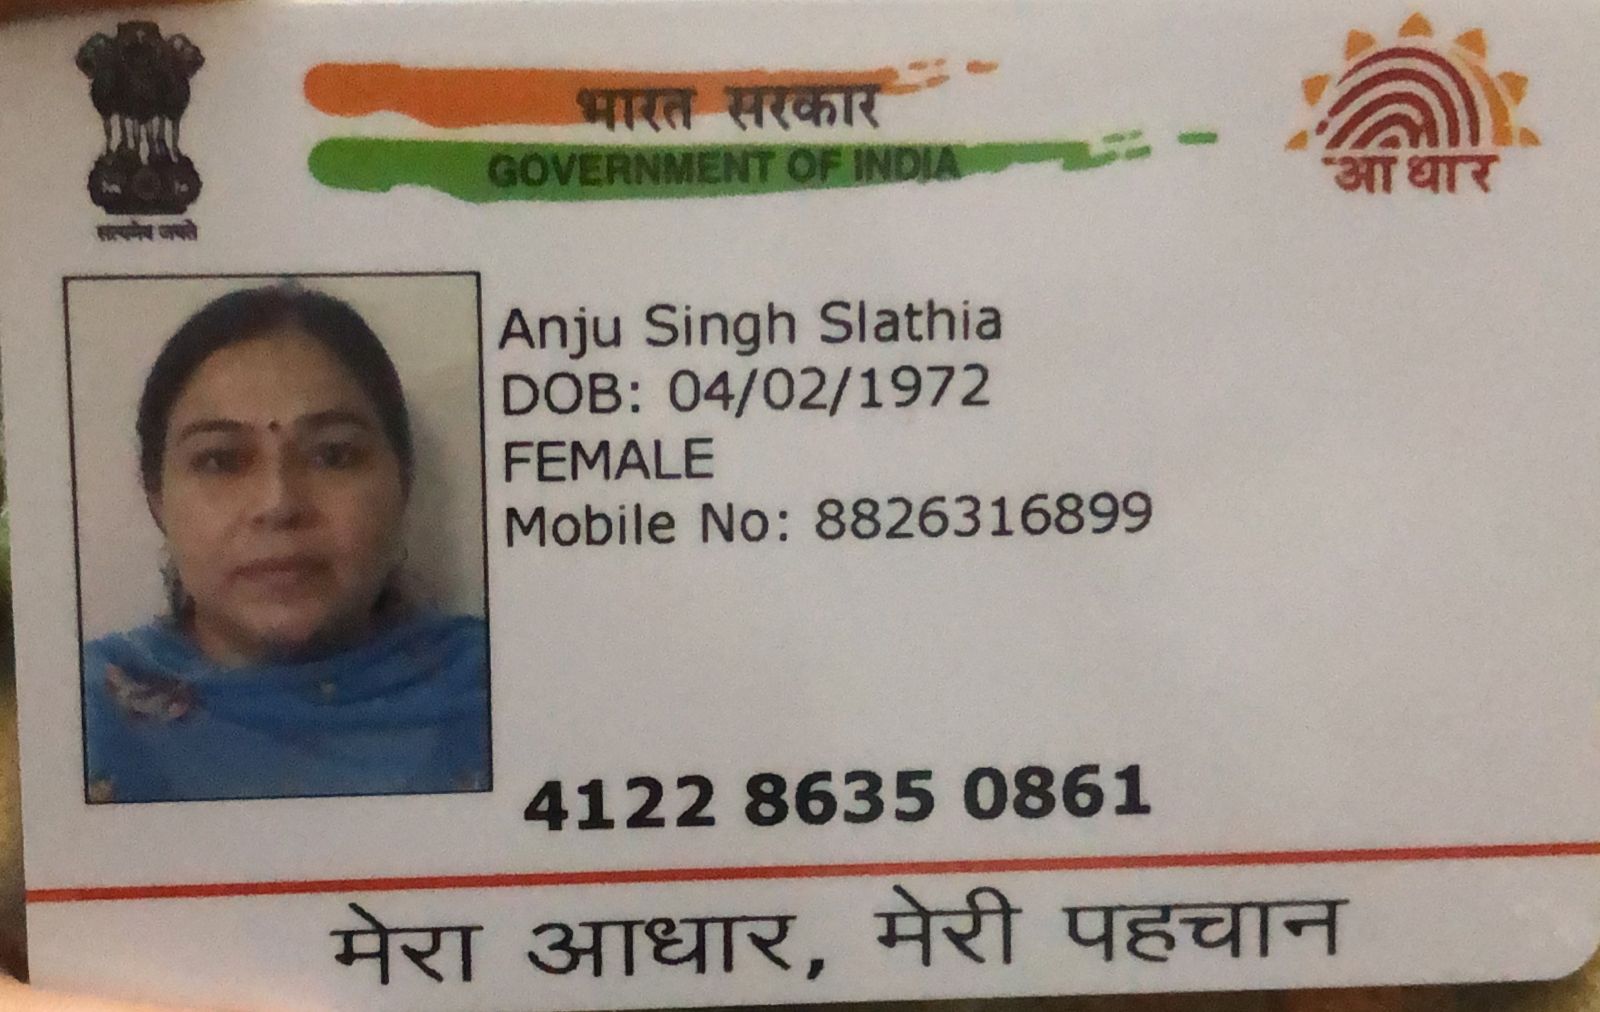 भारत सरकार
GOVERNMENT OF INDIA
आधार
सत्यमेव जयते
Anju Singh Slathia
DOB: 04/02/1972
FEMALE
Mobile No: 8826316899
4122 8635 0861
मेरा आधार, मेरी पहचान